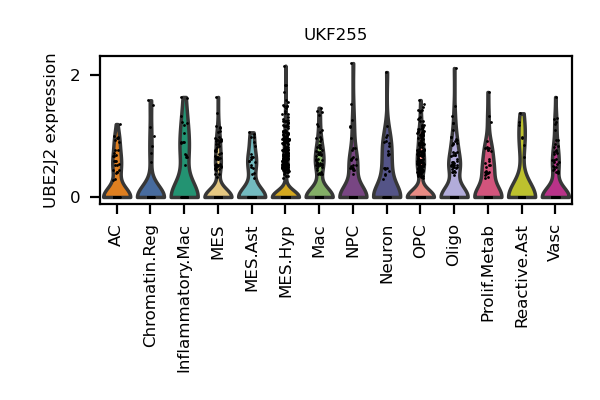 UKF255
UBE2J2 expression
2
0
AC
Chromatin.Reg
Inflammatory.Mac
MES
MES.Ast
MES.Hyp
Mac
NPC
Neuron
OPC
Oligo
Prolif.Metab
Reactive.Ast
Vasc